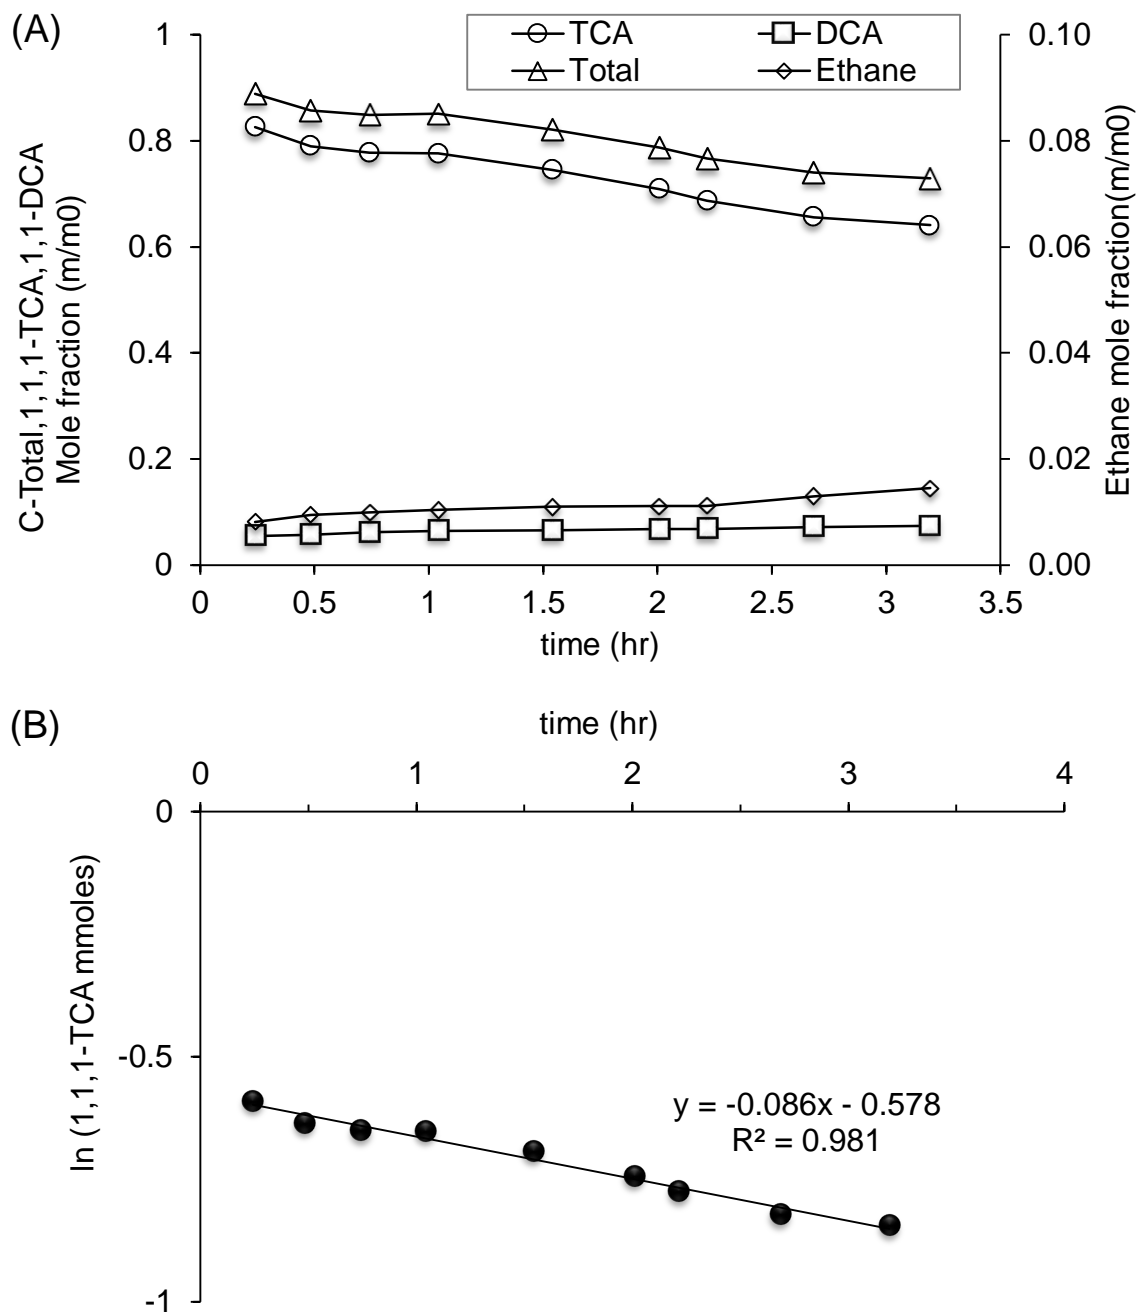 (A)
TCA DCA
Total Ethane
1
0.8
0.6
0.4
0.2
0
0.10
0.08
0.06
0.04
0.02
0.00
C-Total,1,1,1-TCA,1,1-DCA
Mole fraction (m/m0)
Ethane mole fraction(m/m0)
0 0.5 1 1.5 2 2.5 3 3.5
time (hr)
(B)
time (hr)
0 1 2 3 4
0
-0.5
-1
ln (1,1,1-TCA mmoles)
y = -0.086x - 0.578
R² = 0.981